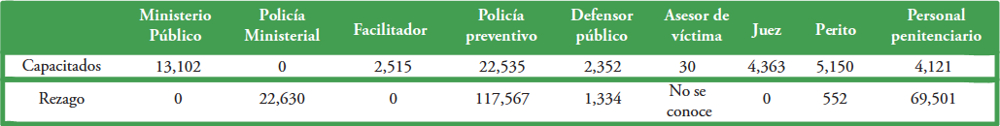 Ministerio Público Policía Ministerial Facilitador Policía preventivo Defensor público Asesor de víctima Juez Perito Personal penitenciario
Capacitados 13,102 0 2,515 22,535 2,352 30 4,363 5,150 4,121
Rezago 0 22,630 0 117,567 1,334 No se conoce 0 552 69,501